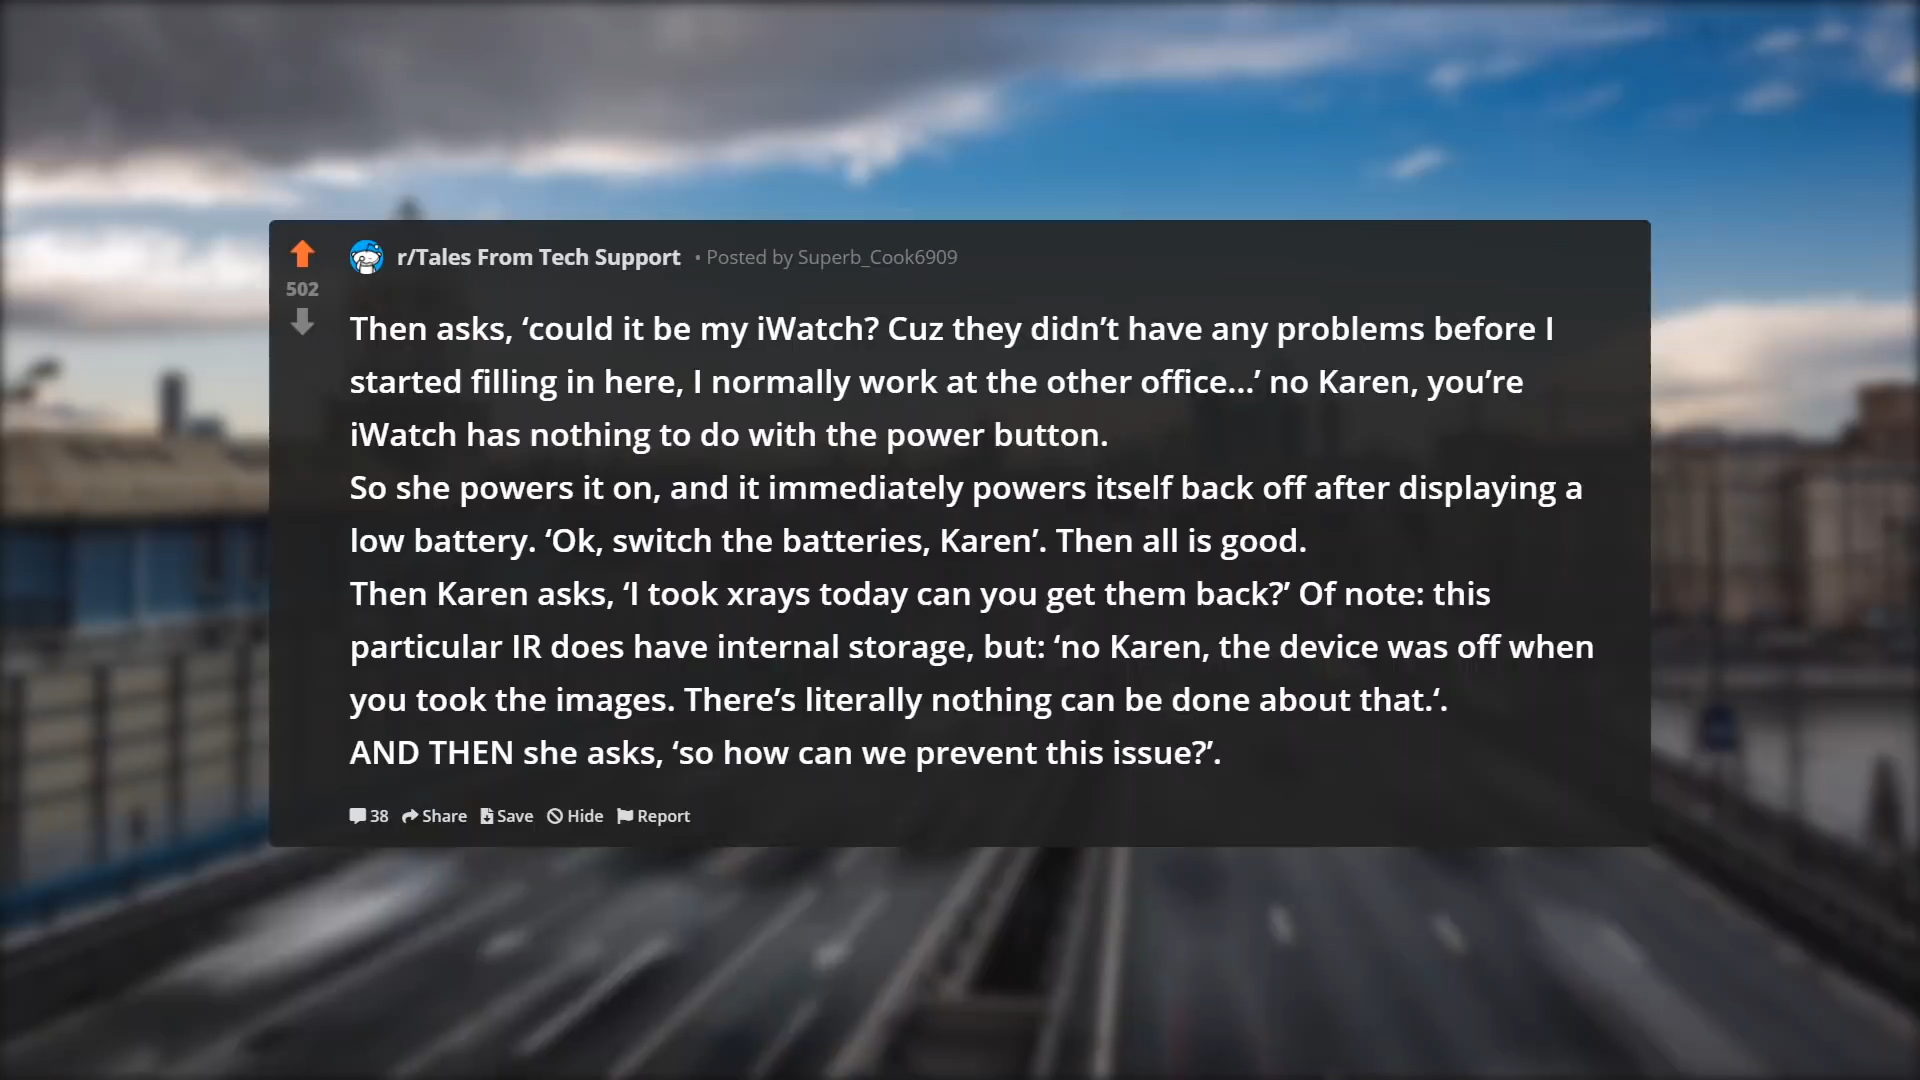 r/Tales From Tech Support • Posted by Superb_Cook6909
502
Then asks, ‘could it be my iWatch? Cuz they didn’t have any problems before I
started filling in here, I normally work at the other office...’ no Karen, you’re
iWatch has nothing to do with the power button.
So she powers it on, and it immediately powers itself back off after displaying a
low battery. ‘Ok, switch the batteries, Karen’. Then all is good.
Then Karen asks, ‘I took xrays today can you get them back?’ Of note: this
particular IR does have internal storage, but: ‘no Karen, the device was off when
you took the images. There’s literally nothing can be done about that.‘.
AND THEN she asks, ‘so how can we prevent this issue?’.
38 Share Save Hide Report